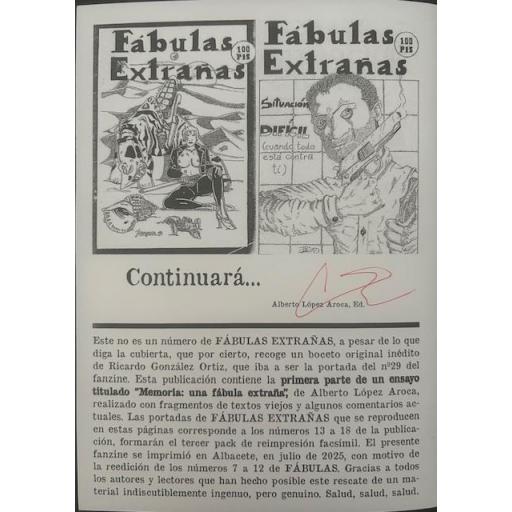 Fábulas
Extrañas
100
PTS
Fábulas
Extrañas
100
PTS
Situación
DIFÍCIL
(cuando todo
está contra
ti)
Continuará...
Alberto López Aroca, Ed.
Este no es un número de FÁBULAS EXTRAÑAS, a pesar de lo que
diga la cubierta, que por cierto, recoge un boceto original inédito
de Ricardo González Ortiz, que iba a ser la portada del nº29 del
fanzine. Esta publicación contiene la primera parte de un ensayo
titulado "Memoria: una fábula extraña", de Alberto López Aroca,
realizado con fragmentos de textos viejos y algunos comentarios ac-
tuales. Las portadas de FÁBULAS EXTRAÑAS que se reproducen
en estas páginas corresponde a los números 13 a 18 de la publica-
ción, formarán el tercer pack de reimpresión facsímil. El presente
fanzine se imprimió en Albacete, en julio de 2025, con motivo de
la reedición de los números 7 a 12 de FÁBULAS. Gracias a todos
los autores y lectores que han hecho posible este rescate de un ma-
terial indiscutiblemente ingenuo, pero genuino. Salud, salud, salud.